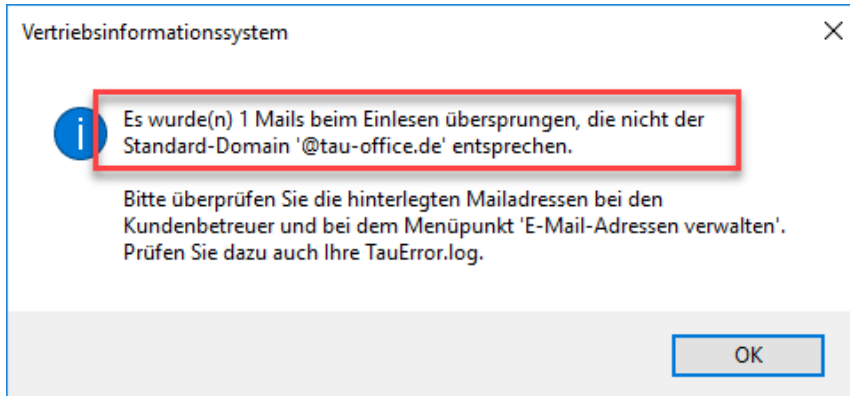 Vertriebsinformationssystem
Es wurde(n) 1 Mails beim Einlesen übersprungen, die nicht der
Standard-Domain '@tau-office.de' entsprechen.
Bitte überprüfen Sie die hinterlegten Mailadressen bei den
Kundenbetreuer und bei dem Menüpunkt 'E-Mail-Adressen verwalten'.
Prüfen Sie dazu auch Ihre TauError.log.
OK